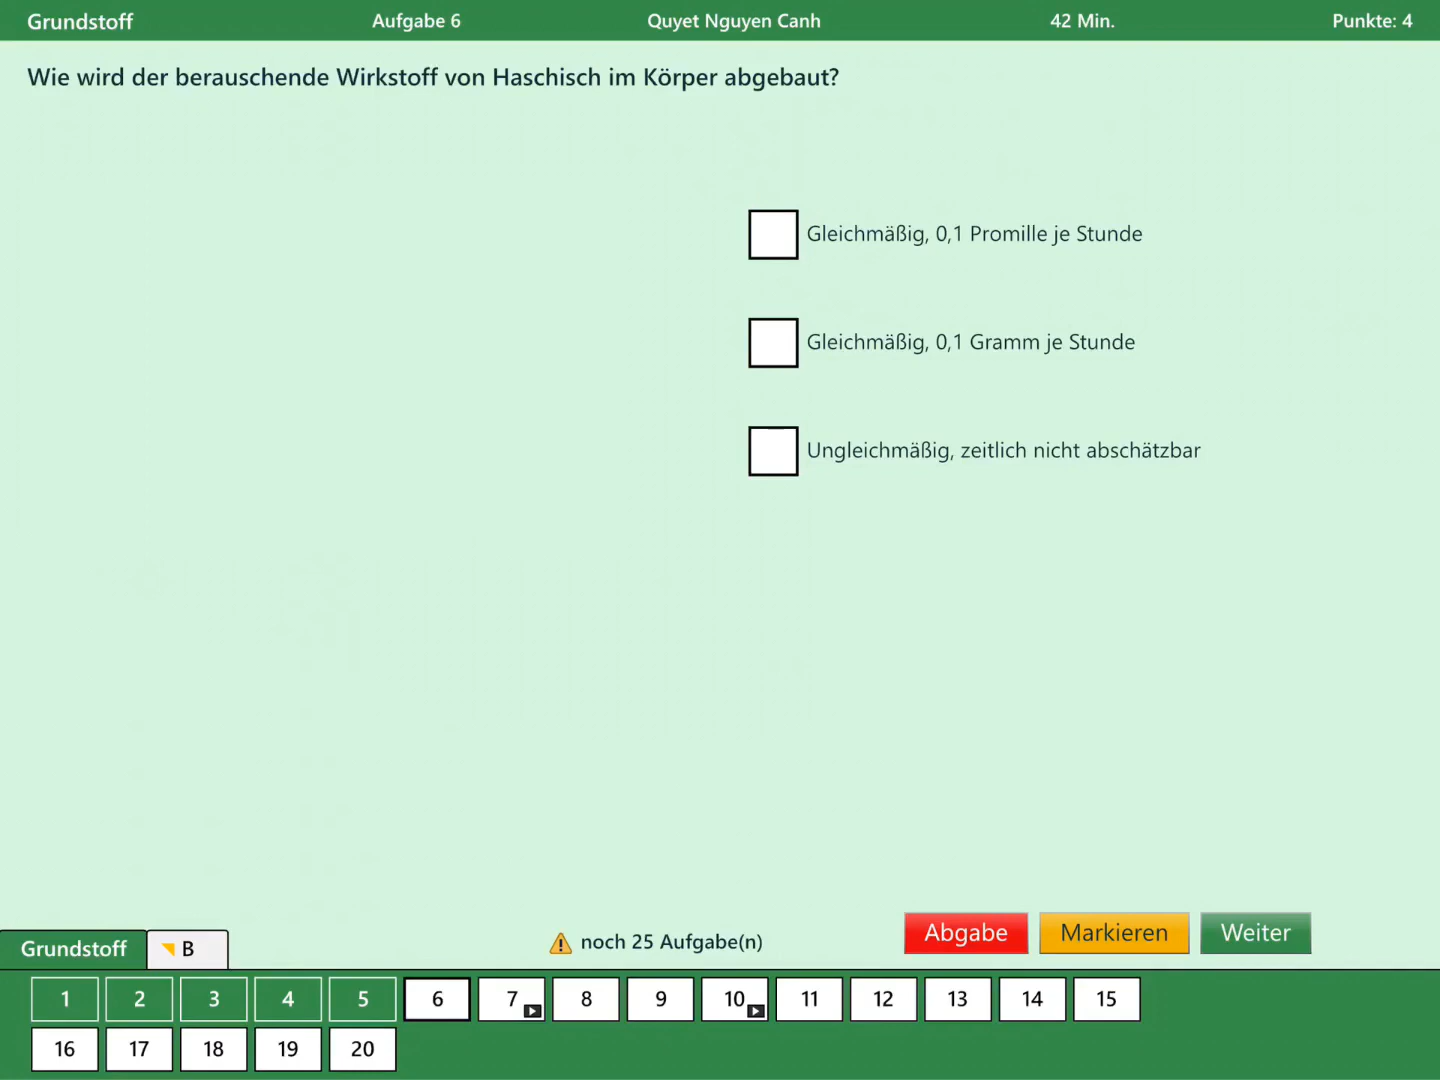 Grundstoff Aufgabe 6 Quyet Nguyen Canh 42 Min. Punkte: 4
Wie wird der berauschende Wirkstoff von Haschisch im Körper abgebaut?
Gleichmäßig, 0,1 Promille je Stunde
Gleichmäßig, 0,1 Gramm je Stunde
Ungleichmäßig, zeitlich nicht abschätzbar
Grundstoff B noch 25 Aufgabe(n) Abgabe Markieren Weiter
1 2 3 4 5 6 7 8 9 10 11 12 13 14 15
16 17 18 19 20